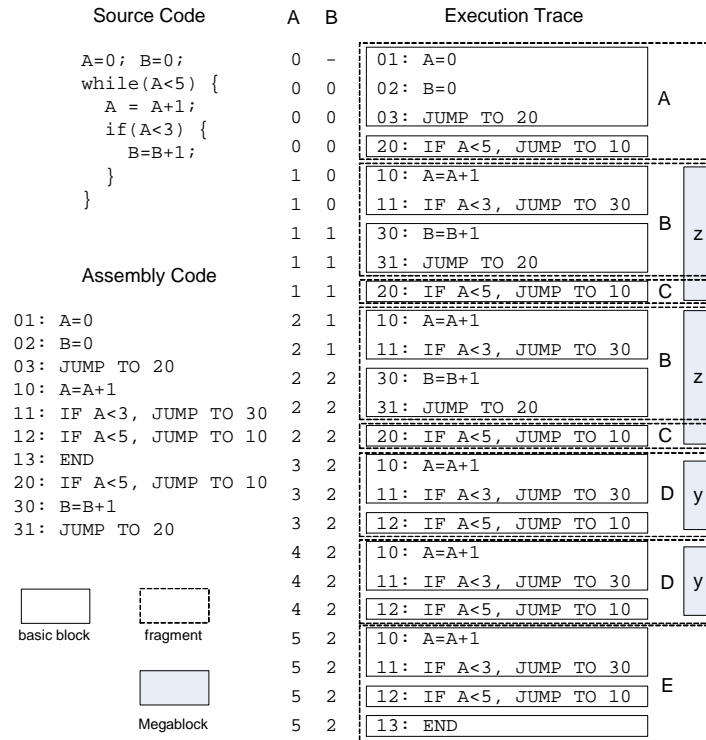 Source Code
A=0; B=0;
while(A<5) {
A = A+1;
if(A<3) {
B=B+1;
}
}
Assembly Code
01: A=0
02: B=0
03: JUMP TO 20
10: A=A+1
11: IF A<3, JUMP TO 30
12: IF A<5, JUMP TO 10
13: END
20: IF A<5, JUMP TO 10
30: B=B+1
31: JUMP TO 20
basic block
fragment
Megablock
A B Execution Trace
0 - 01: A=0
0 0 02: B=0
0 0 03: JUMP TO 20
A
0 0 20: IF A<5, JUMP TO 10
1 0 10: A=A+1
1 0 11: IF A<3, JUMP TO 30
B z
1 1 30: B=B+1
1 1 31: JUMP TO 20
1 1 20: IF A<5, JUMP TO 10 C
2 1 10: A=A+1
2 1 11: IF A<3, JUMP TO 30
B z
2 2 30: B=B+1
2 2 31: JUMP TO 20
2 2 20: IF A<5, JUMP TO 10 C
3 2 10: A=A+1
3 2 11: IF A<3, JUMP TO 30 D y
3 2 12: IF A<5, JUMP TO 10
4 2 10: A=A+1
4 2 11: IF A<3, JUMP TO 30 D y
4 2 12: IF A<5, JUMP TO 10
5 2 10: A=A+1
5 2 11: IF A<3, JUMP TO 30
E
5 2 12: IF A<5, JUMP TO 10
5 2 13: END